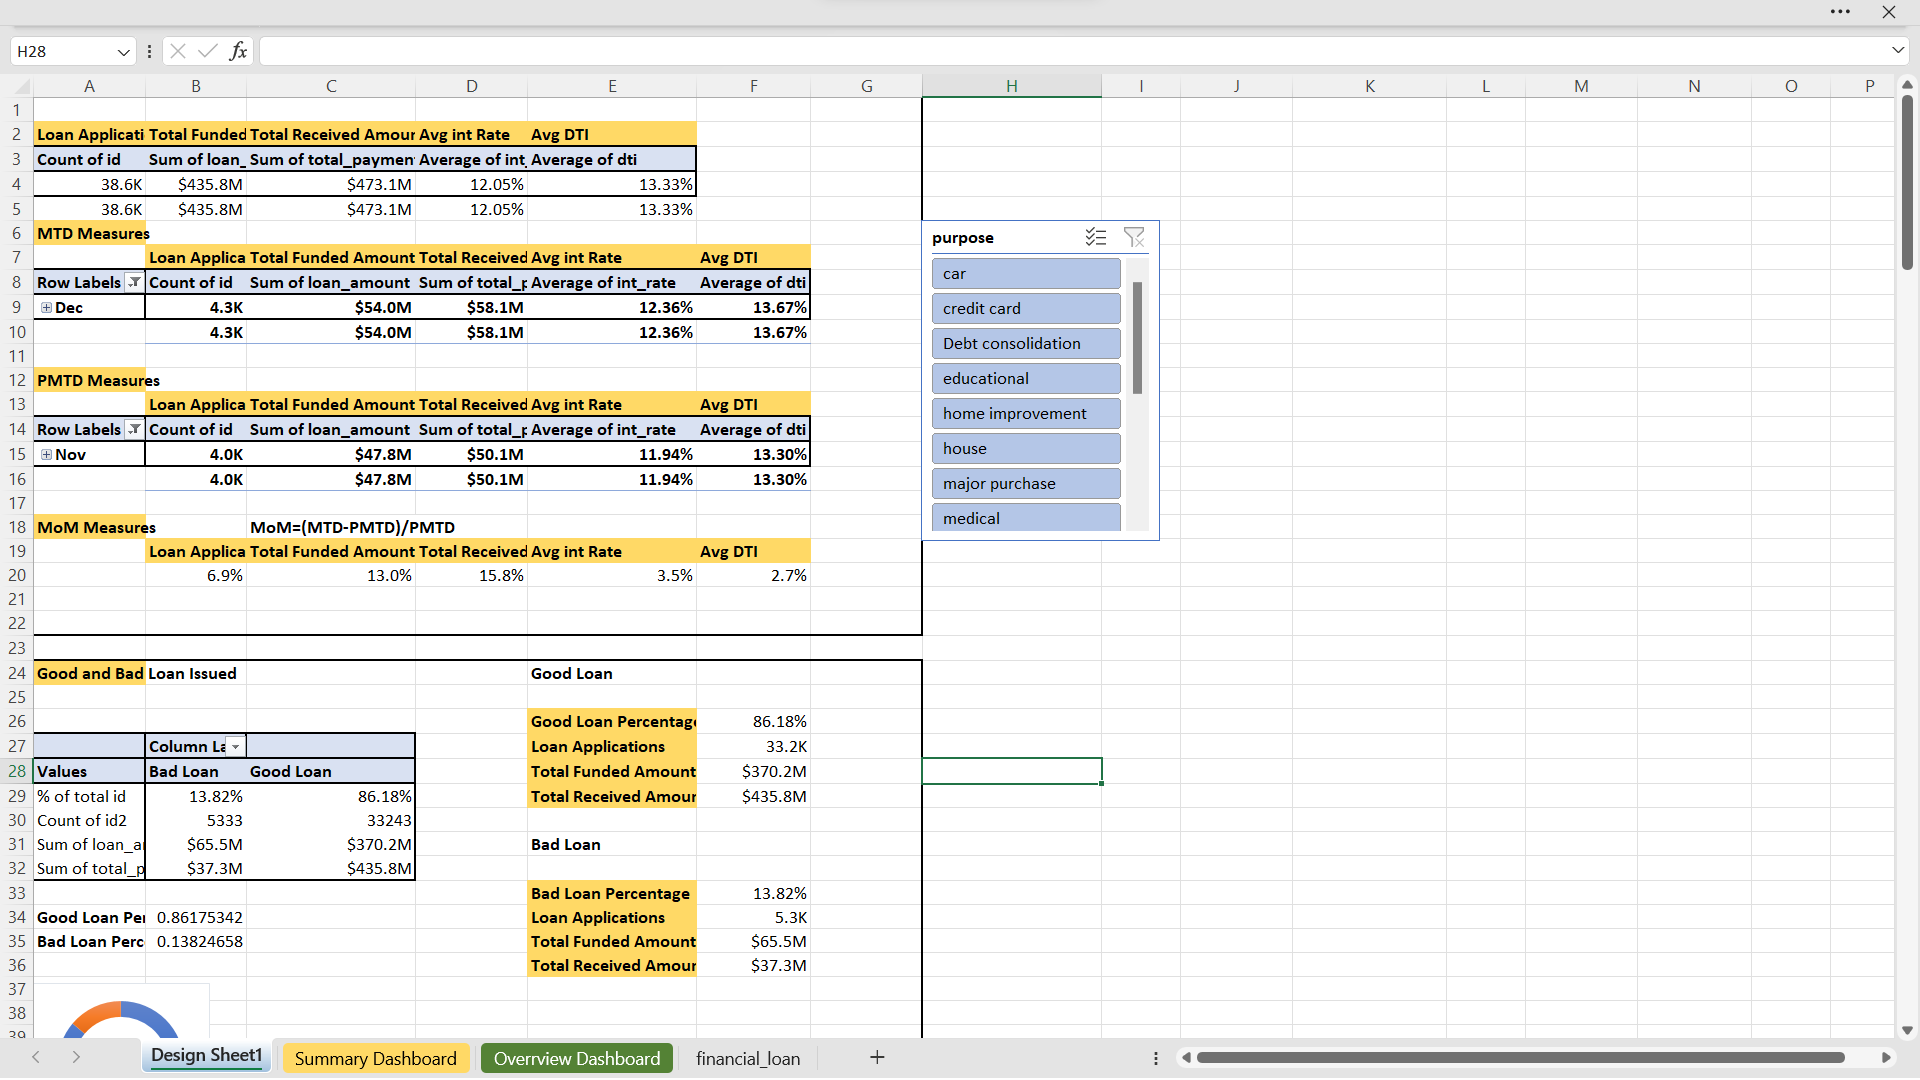 H28
fx
A B C D E F G H I J K L M N O P
1
2 Loan Applicati Total Funded Total Received Amour Avg int Rate Avg DTI
3 Count of id Sum of loan_ Sum of total_paymen Average of int_ Average of dti
4 38.6K $435.8M $473.1M 12.05% 13.33%
5 38.6K $435.8M $473.1M 12.05% 13.33%
6 MTD Measures
7 Loan Applica Total Funded Amount Total Received Avg int Rate Avg DTI
8 Row Labels Count of id Sum of loan_amount Sum of total_p Average of int_rate Average of dti
9 Dec 4.3K $54.0M $58.1M 12.36% 13.67%
10 4.3K $54.0M $58.1M 12.36% 13.67%
11
12 PMTD Measures
13 Loan Applica Total Funded Amount Total Received Avg int Rate Avg DTI
14 Row Labels Count of id Sum of loan_amount Sum of total_p Average of int_rate Average of dti
15 Nov 4.0K $47.8M $50.1M 11.94% 13.30%
16 4.0K $47.8M $50.1M 11.94% 13.30%
17
18 MoM Measures MoM=(MTD-PMTD)/PMTD
19 Loan Applica Total Funded Amount Total Received Avg int Rate Avg DTI
20 6.9% 13.0% 15.8% 3.5% 2.7%
21
22
23
24 Good and Bad Loan Issued Good Loan
25
26 Good Loan Percentage 86.18%
27 Column La Loan Applications 33.2K
28 Values Bad Loan Good Loan Total Funded Amount $370.2M
29 % of total id 13.82% 86.18% Total Received Amour $435.8M
30 Count of id2 5333 33243
31 Sum of loan_a $65.5M $370.2M Bad Loan
32 Sum of total_p $37.3M $435.8M
33 Bad Loan Percentage 13.82%
34 Good Loan Per 0.86175342 Loan Applications 5.3K
35 Bad Loan Perc 0.13824658 Total Funded Amount $65.5M
36 Total Received Amour $37.3M
37
38
39
purpose
car
credit card
Debt consolidation
educational
home improvement
house
major purchase
medical
Design Sheet1 Summary Dashboard Overrview Dashboard financial_loan